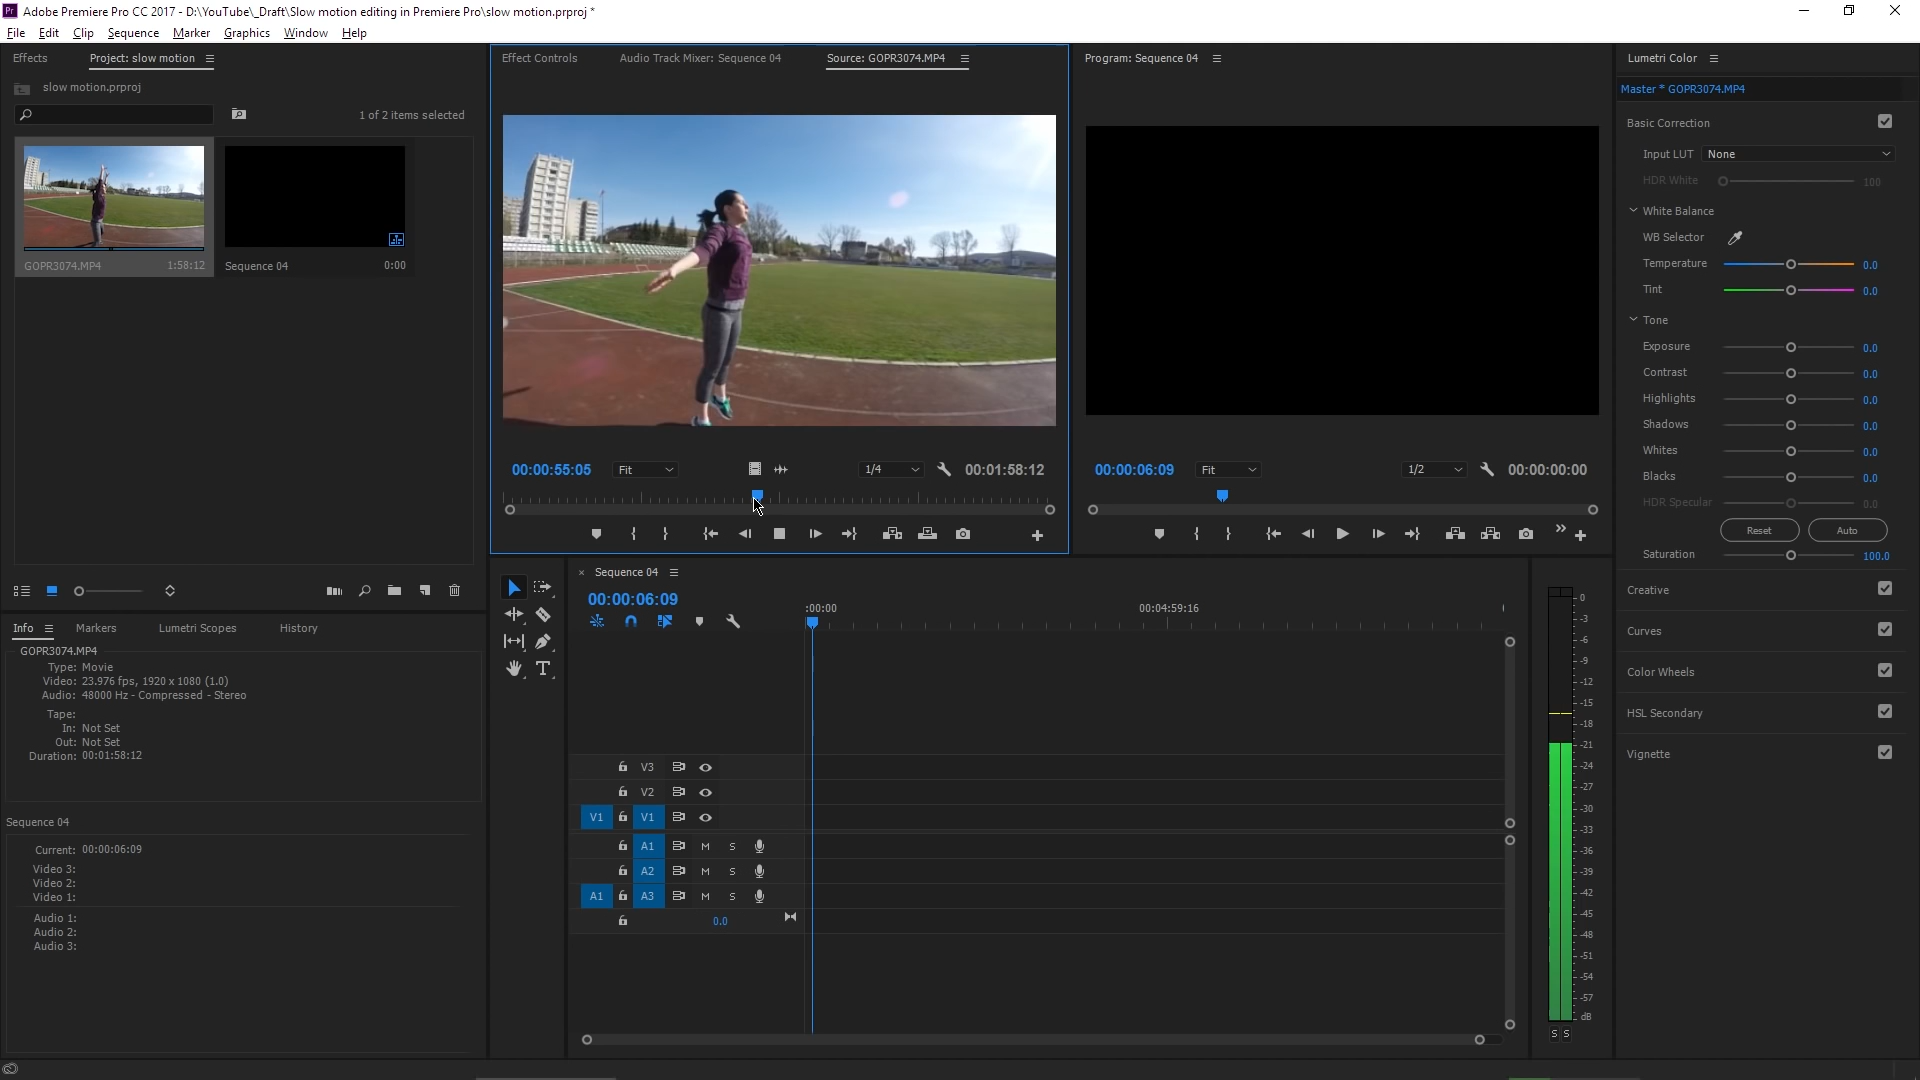 Adobe Premiere Pro CC 2017 - D:\YouTube\_Draft\Slow motion editing in Premiere Pro\slow motion.prproj *
File Edit Clip Sequence Marker Graphics Window Help
Effects Project: slow motion
slow motion.prproj
1 of 2 items selected
GOPR3074.MP4 1:58:12
Sequence 04 0:00
Info Markers Lumetri Scopes History
GOPR3074.MP4
Type: Movie
Video: 23.976 fps, 1920 x 1080 (1.0)
Audio: 48000 Hz - Compressed - Stereo
Tape:
In: Not Set
Out: Not Set
Duration: 00:01:58:12
Sequence 04
Current: 00:00:06:09
Video 3:
Video 2:
Video 1:
Audio 1:
Audio 2:
Audio 3:
Effect Controls Audio Track Mixer: Sequence 04 Source: GOPR3074.MP4
00:00:55:05 Fit 1/4 00:01:58:12
Program: Sequence 04
00:00:06:09 Fit 1/2 00:00:00:00
× Sequence 04
00:00:06:09
:00:00 00:04:59:16
V3
V2
V1 V1
A1 M S
A2 M S
A1 A3 M S
0.0
0
-3
-6
-9
-12
-15
-18
-21
-24
-27
-30
-33
-36
-39
-42
-45
-48
-51
-54
-57
dB
S S
Lumetri Color
Master * GOPR3074.MP4
Basic Correction
Input LUT None
HDR White 100
White Balance
WB Selector
Temperature 0.0
Tint 0.0
Tone
Exposure 0.0
Contrast 0.0
Highlights 0.0
Shadows 0.0
Whites 0.0
Blacks 0.0
HDR Specular 0.0
Reset Auto
Saturation 100.0
Creative
Curves
Color Wheels
HSL Secondary
Vignette